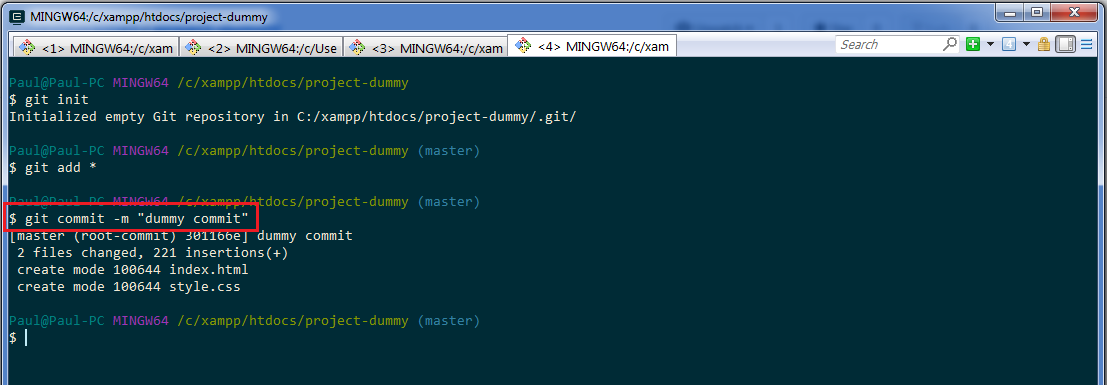 MINGW64:/c/xampp/htdocs/project-dummy
<1> MINGW64:/c/xam
<2> MINGW64:/c/Use
<3> MINGW64:/c/xam
<4> MINGW64:/c/xam
Search
Paul@Paul-PC MINGW64 /c/xampp/htdocs/project-dummy
$ git init
Initialized empty Git repository in C:/xampp/htdocs/project-dummy/.git/
Paul@Paul-PC MINGW64 /c/xampp/htdocs/project-dummy (master)
$ git add *
Paul@Paul-PC MINGW64 /c/xampp/htdocs/project-dummy (master)
$ git commit -m "dummy commit"
[master (root-commit) 301166e] dummy commit
2 files changed, 221 insertions(+)
create mode 100644 index.html
create mode 100644 style.css
Paul@Paul-PC MINGW64 /c/xampp/htdocs/project-dummy (master)
$